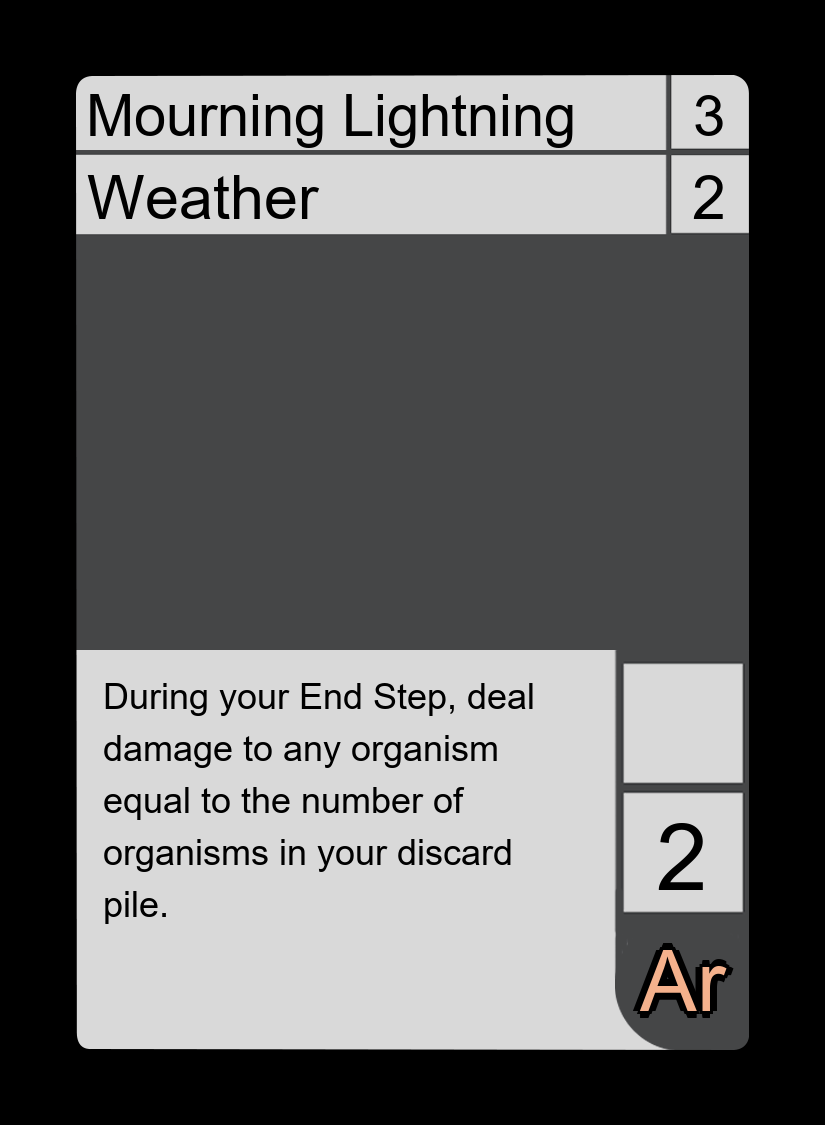 Mourning Lightning 3
Weather 2
During your End Step, deal
damage to any organism
equal to the number of
organisms in your discard
pile.
2
Ar